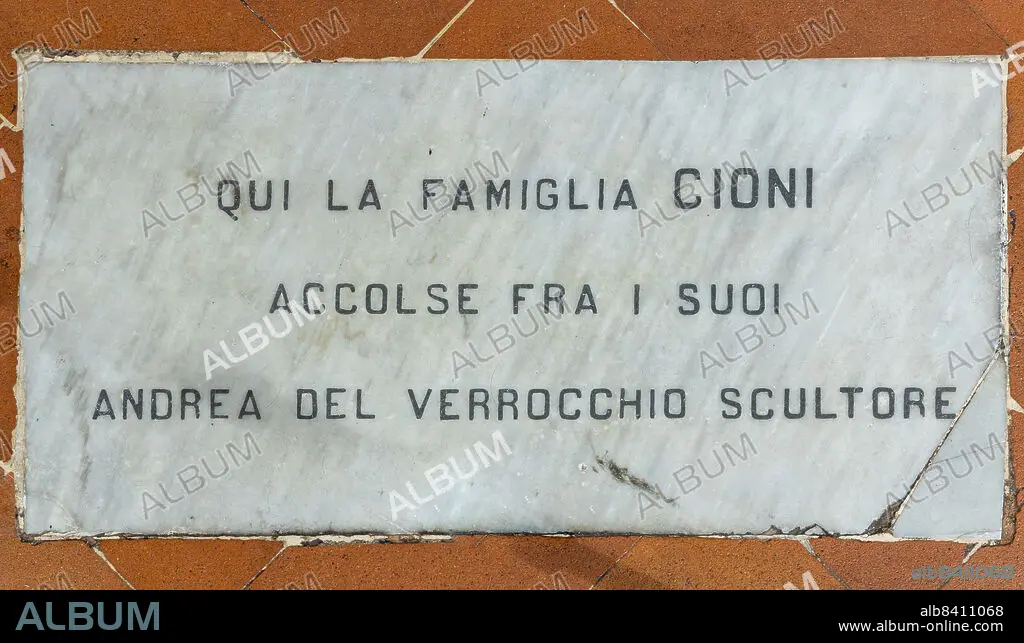 QUI LA FAMIGLIA CIONI
ACCOLSE FRA I SUOI
ANDREA DEL VERROCCHIO SCULTORE
ALBUM
alb8411068
www.album-online.com